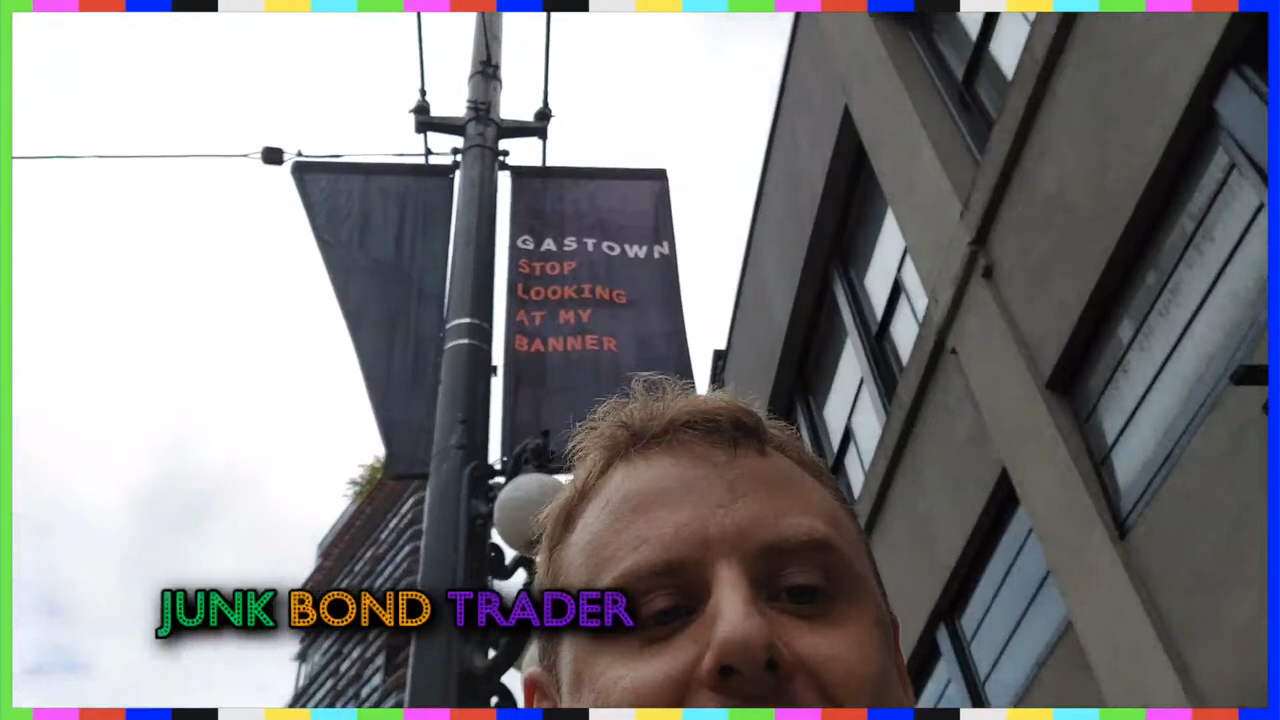 GASTOWN
STOP
LOOKING
AT MY
BANNER
JUNK BOND TRADER